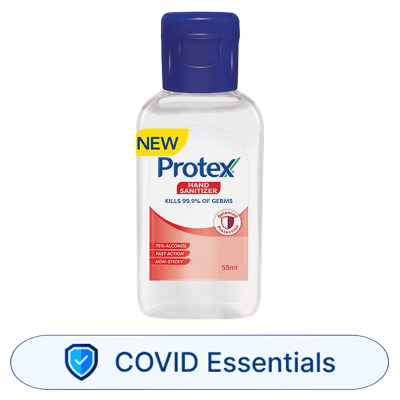 NEW
Protex
HAND
SANITIZER
KILLS 99.9% OF GERMS
75% ALCOHOL
FAST ACTION
NON-STICKY
55ml
COVID Essentials